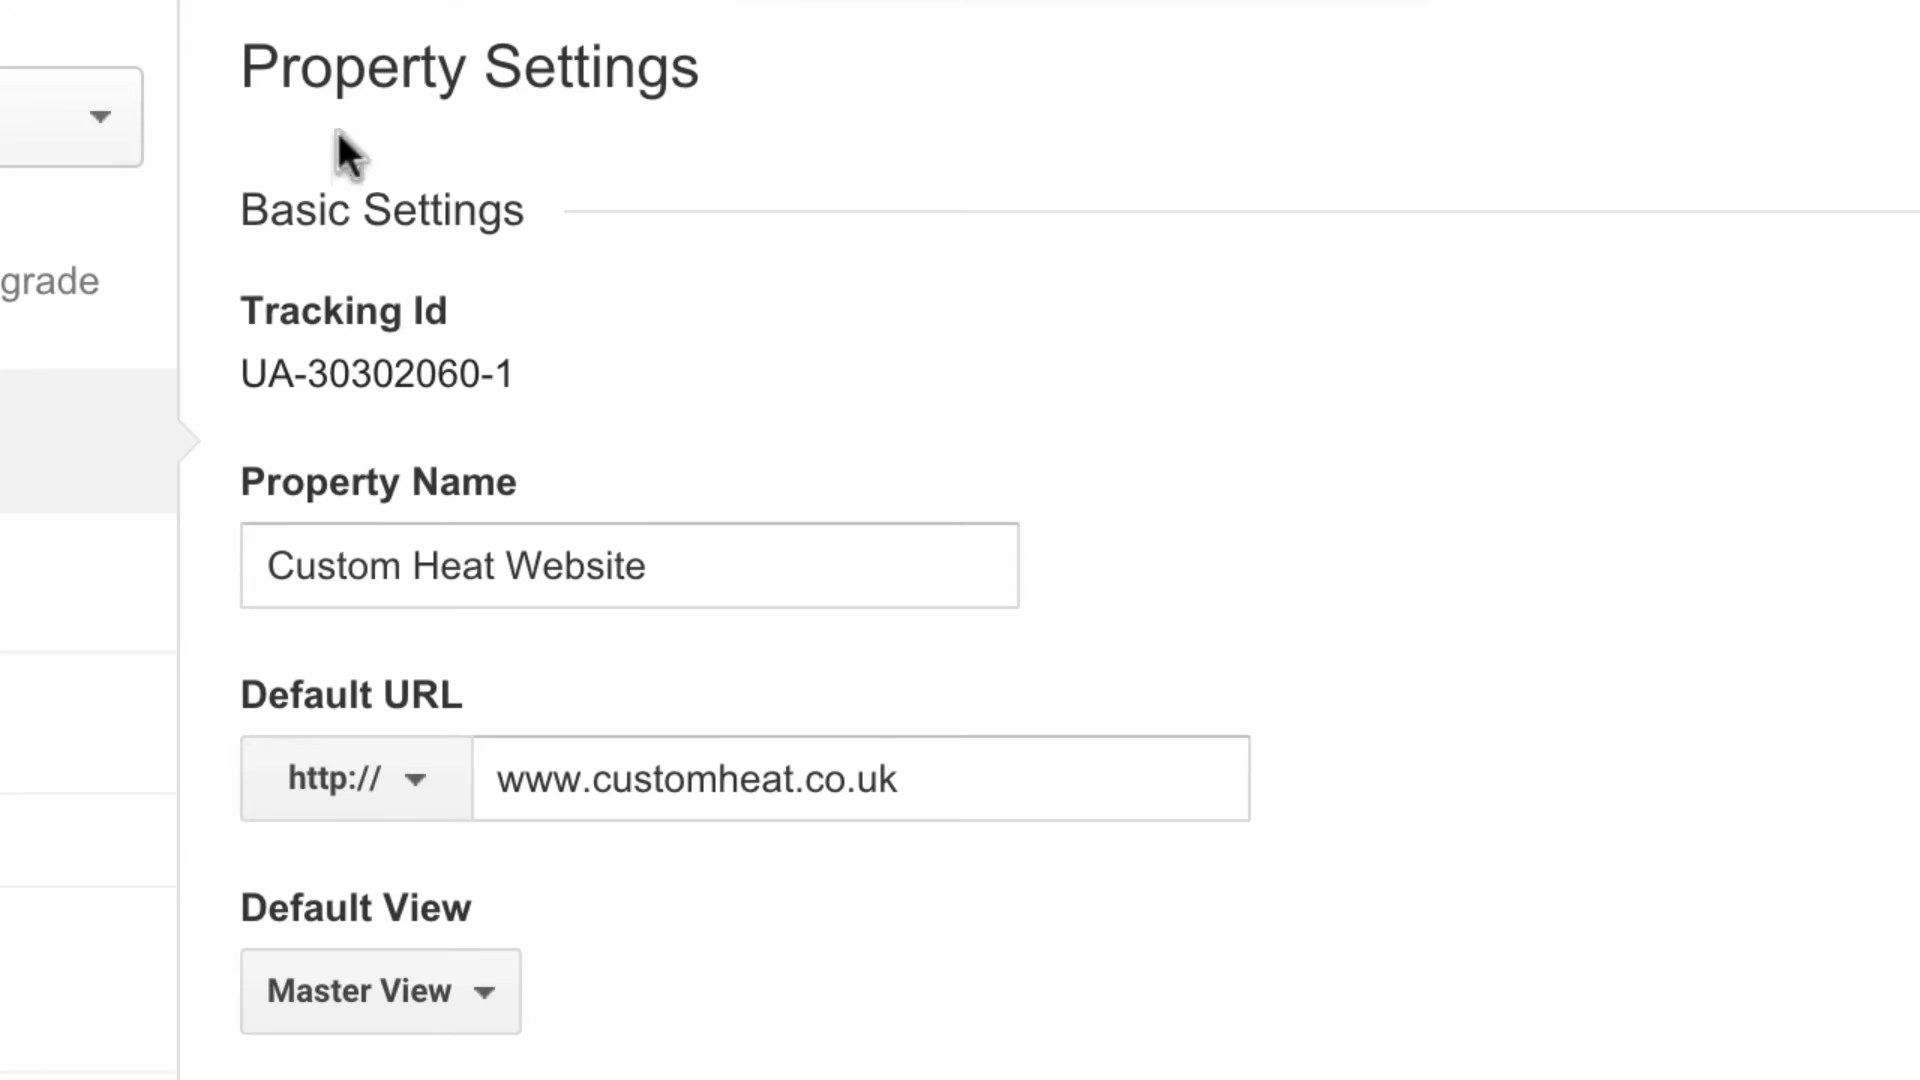 Property Settings
Basic Settings
grade
Tracking Id
UA-30302060-1
Property Name
Custom Heat Website
Default URL
http://
www.customheat.co.uk
Default View
Master View